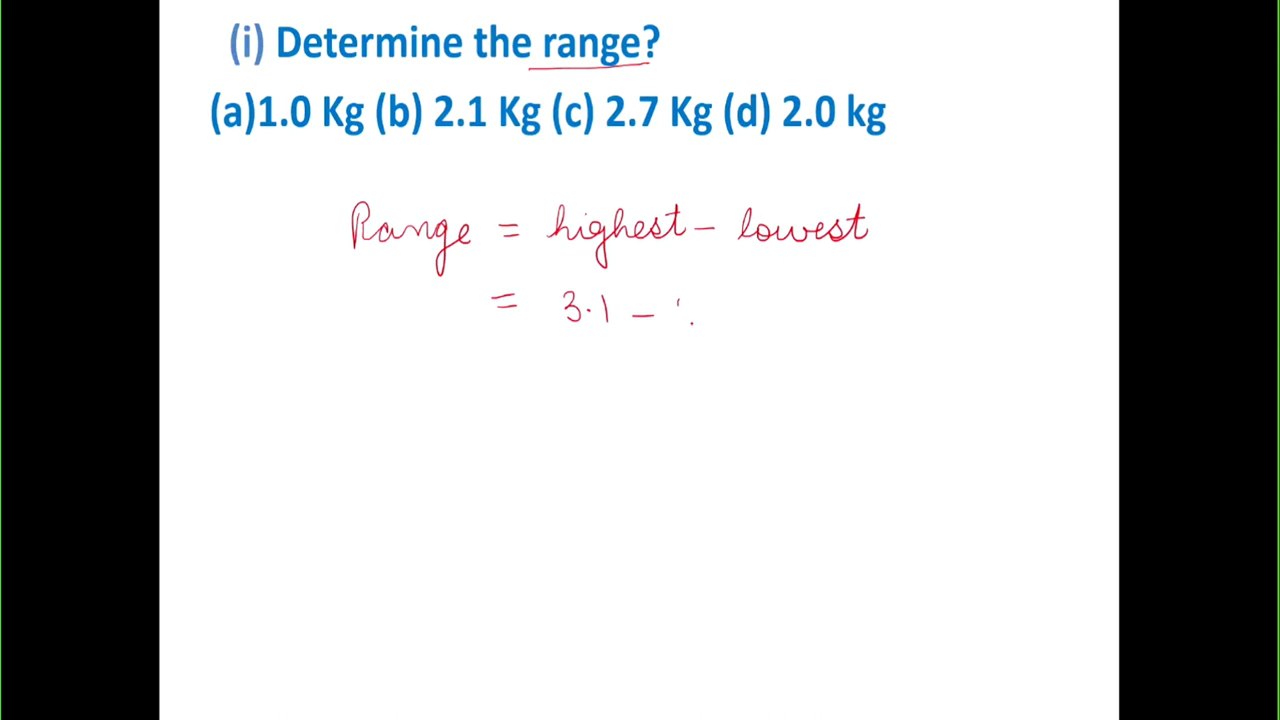 (i) Determine the range?
(a)1.0 Kg (b) 2.1 Kg (c) 2.7 Kg (d) 2.0 kg
Range = highest - lowest
= 3.1 -